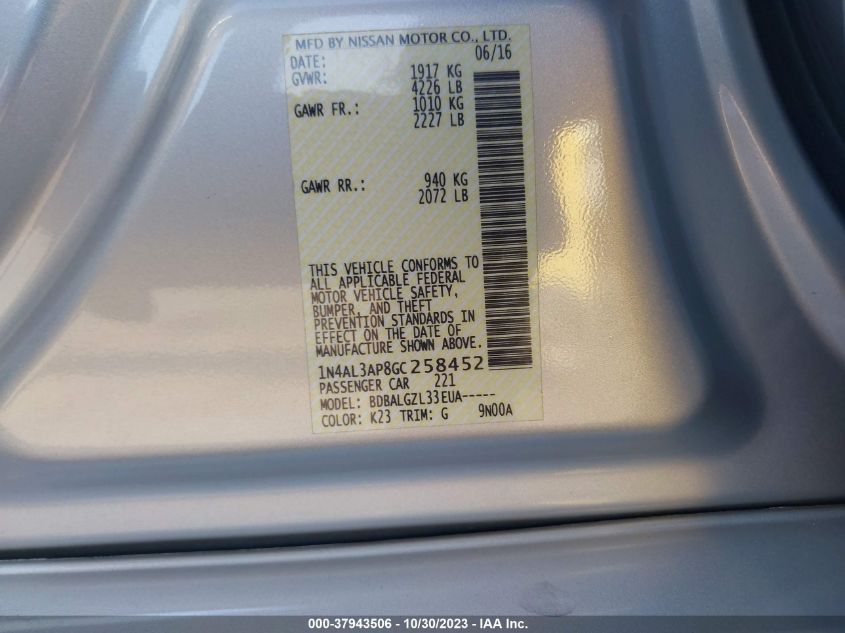 MFD BY NISSAN MOTOR CO., LTD.
DATE: 06/16
GVWR: 1917 KG
4226 LB
GAWR FR.: 1010 KG
2227 LB
GAWR RR.: 940 KG
2072 LB
THIS VEHICLE CONFORMS TO
ALL APPLICABLE FEDERAL
MOTOR VEHICLE SAFETY,
BUMPER, AND THEFT
PREVENTION STANDARDS IN
EFFECT ON THE DATE OF
MANUFACTURE SHOWN ABOVE.
1N4AL3AP8GC258452
PASSENGER CAR 221
MODEL: BDBALGZL33EUA-----
COLOR: K23 TRIM: G 9N00A
000-37943506 - 10/30/2023 - IAA Inc.